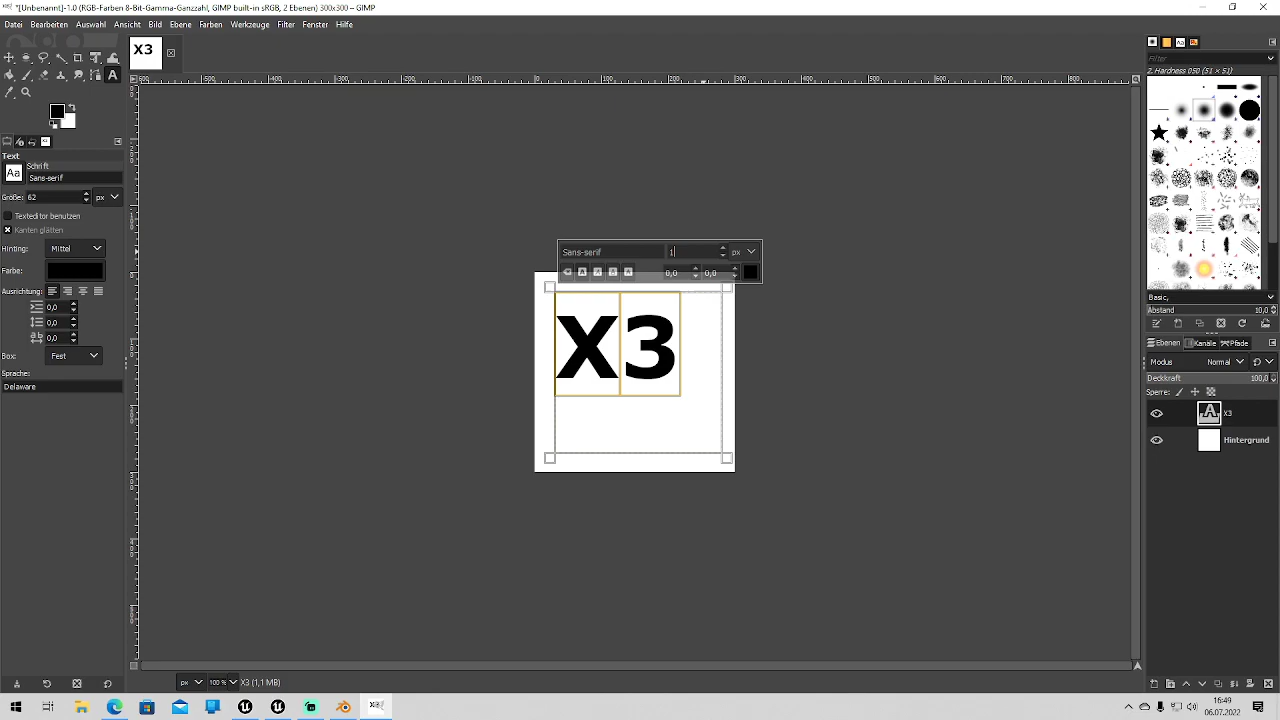 *[Unbenannt]-1.0 (RGB-Farben 8-Bit-Gamma-Ganzzahl, GIMP built-in sRGB, 2 Ebenen) 300x300 – GIMP
Datei Bearbeiten Auswahl Ansicht Bild Ebene Farben Werkzeuge Filter Fenster Hilfe
X3
Filter
2. Hardness 050 (51 × 51)
Text
Schrift
Aa
Sans-serif
Größe: 62 px
Texteditor benutzen
Kanten glätten
Hinting: Mittel
Farbe:
Ausrichtung:
0,0
0,0
0,0
Box: Fest
Sprache:
Delaware
Sans-serif 1 px
0,0 0,0
X3
Basic,
Abstand 10,0
Ebenen Kanäle Pfade
Modus Normal
Deckkraft 100,0
Sperre:
X3
Hintergrund
px 100 % X3 (1,1 MB)
16:49
06.07.2022